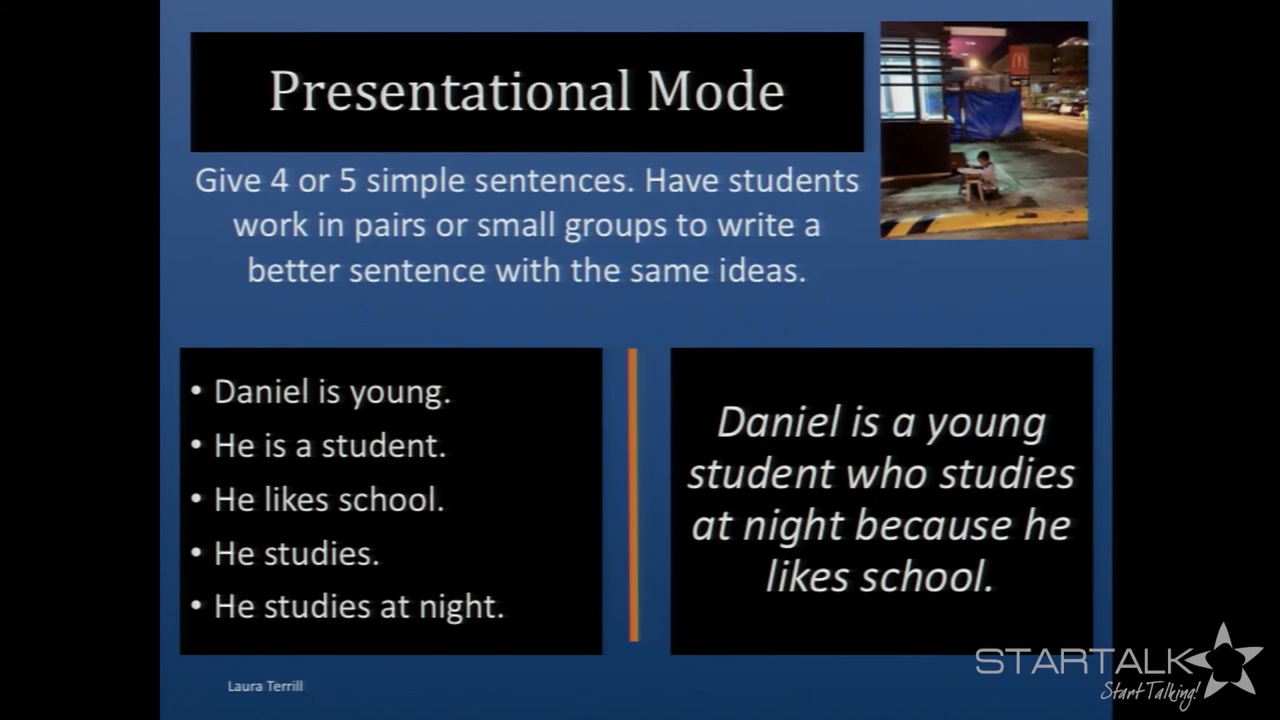 Presentational Mode
Give 4 or 5 simple sentences. Have students
work in pairs or small groups to write a
better sentence with the same ideas.
• Daniel is young.
• He is a student.
• He likes school.
• He studies.
• He studies at night.
Daniel is a young
student who studies
at night because he
likes school.
Laura Terrill
STARTALK
Start Talking!